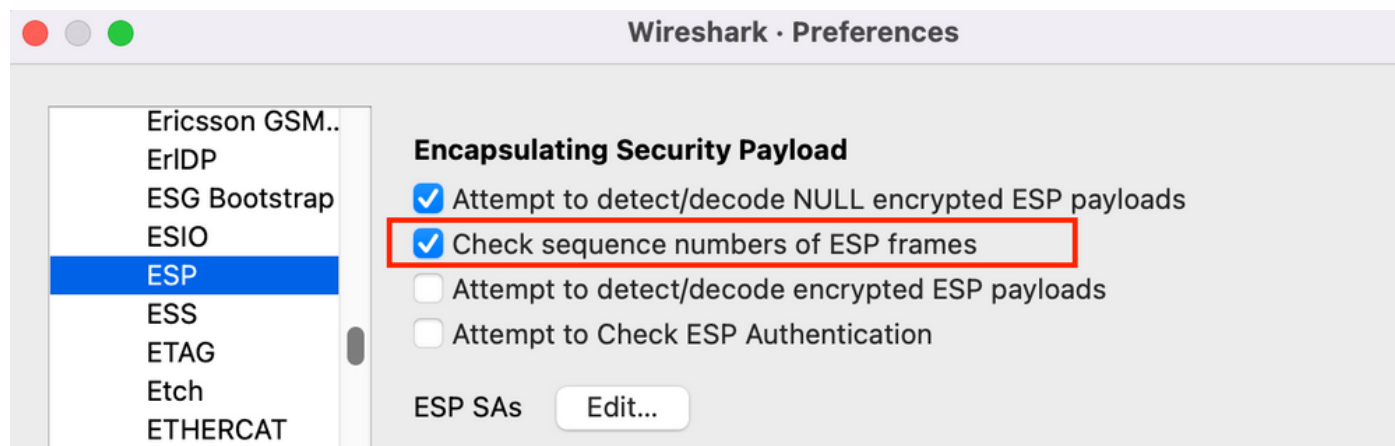 Wireshark · Preferences
Ericsson GSM..
ErlDP
ESG Bootstrap
ESIO
ESP
ESS
ETAG
Etch
ETHERCAT
Encapsulating Security Payload
Attempt to detect/decode NULL encrypted ESP payloads
Check sequence numbers of ESP frames
Attempt to detect/decode encrypted ESP payloads
Attempt to Check ESP Authentication
ESP SAs Edit...